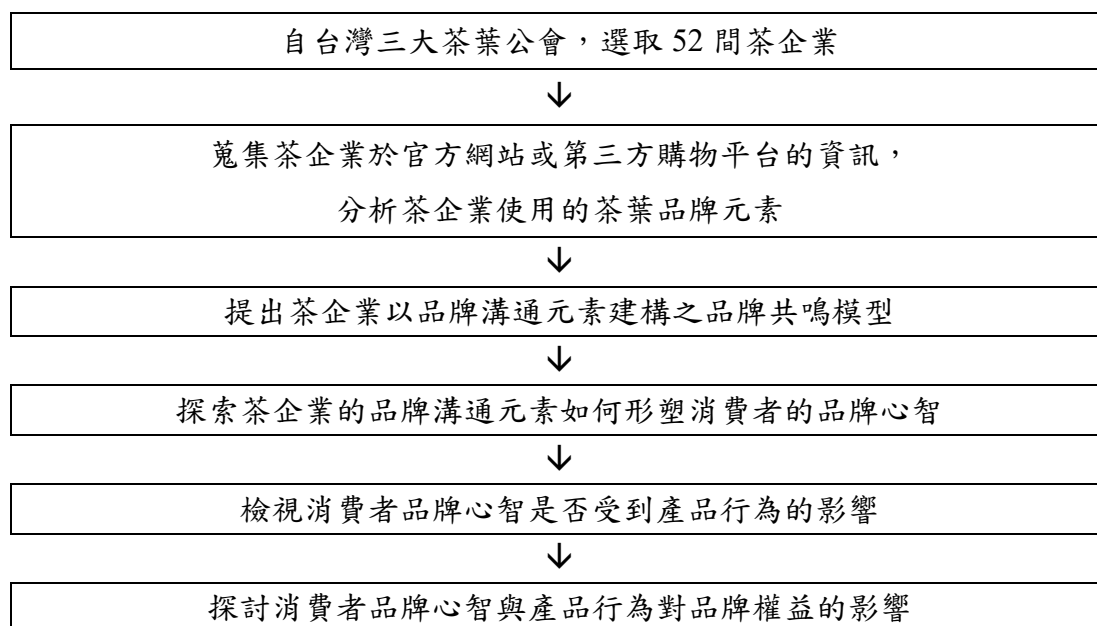 自台灣三大茶葉公會，選取 52 間茶企業
↓
蒐集茶企業於官方網站或第三方購物平台的資訊，
分析茶企業使用的茶葉品牌元素
↓
提出茶企業以品牌溝通元素建構之品牌共鳴模型
↓
探索茶企業的品牌溝通元素如何形塑消費者的品牌心智
↓
檢視消費者品牌心智是否受到產品行為的影響
↓
探討消費者品牌心智與產品行為對品牌權益的影響